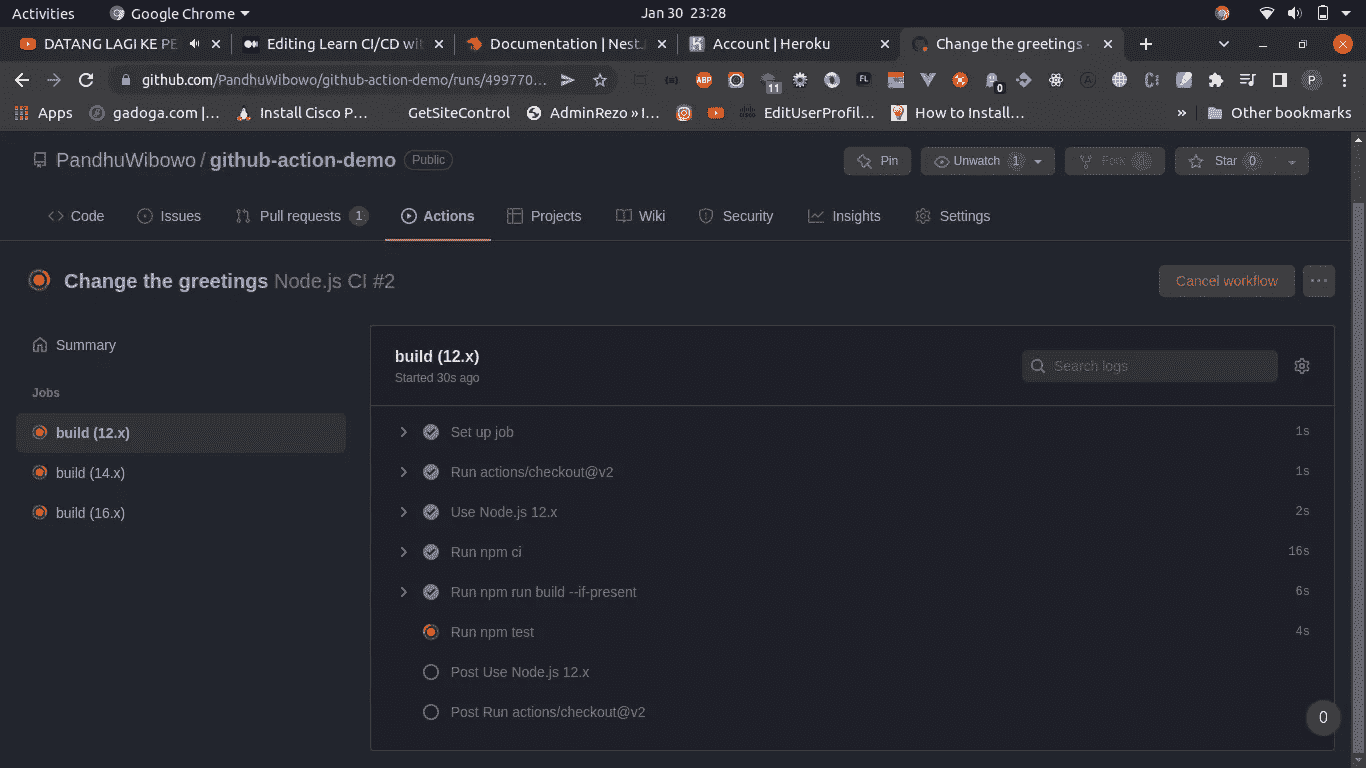 Activities Google Chrome Jan 30 23:28
DATANG LAGI KE PE Editing Learn CI/CD wit Documentation | Nest. Account | Heroku Change the greetings ·
github.com/PandhuWibowo/github-action-demo/runs/499770… ABP 11 FL 0 P
Apps gadoga.com |… Install Cisco P… GetSiteControl AdminRezo » I… EditUserProfil… How to Install… » Other bookmarks
PandhuWibowo / github-action-demo Public Pin Unwatch 1 Fork Star 0
Code Issues Pull requests 1 Actions Projects Wiki Security Insights Settings
Change the greetings Node.js CI #2 Cancel workflow ...
Summary
Jobs
build (12.x)
build (14.x)
build (16.x)
build (12.x)
Started 30s ago
Search logs
Set up job 1s
Run actions/checkout@v2 1s
Use Node.js 12.x 2s
Run npm ci 16s
Run npm run build --if-present 6s
Run npm test 4s
Post Use Node.js 12.x
Post Run actions/checkout@v2
0